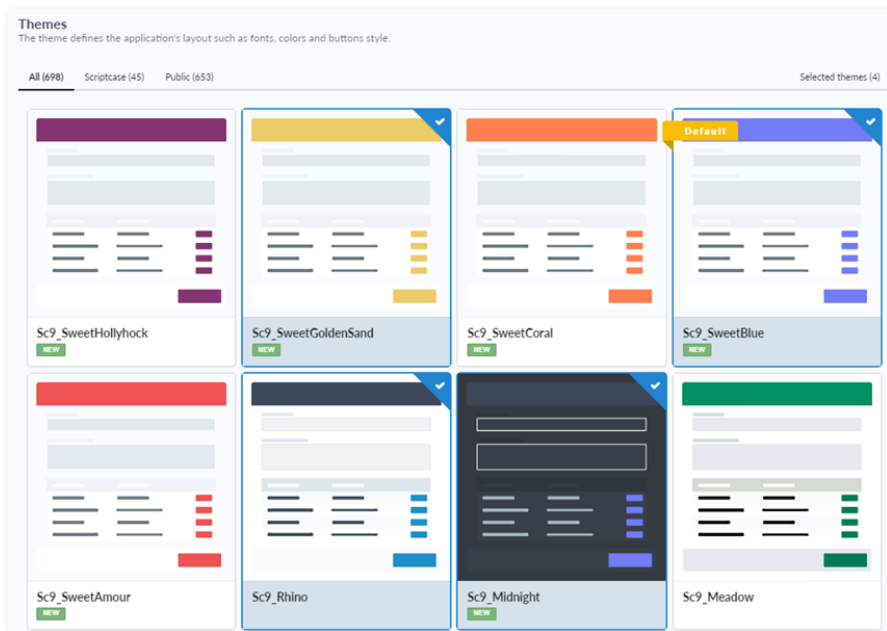 Themes
The theme defines the application's layout such as fonts, colors and buttons style.
All (698) Scriptcase (45) Public (653) Selected themes (4)
Default
Sc9_SweetHollyhock Sc9_SweetGoldenSand Sc9_SweetCoral Sc9_SweetBlue
NEW NEW NEW NEW
Sc9_SweetAmour Sc9_Rhino Sc9_Midnight Sc9_Meadow
NEW NEW